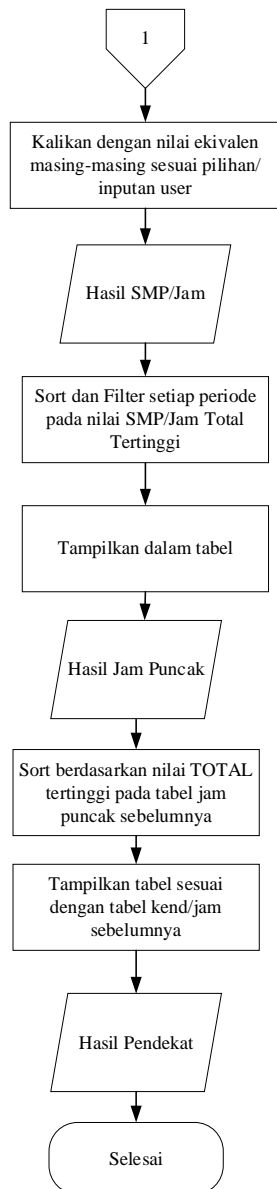 1
Kalikan dengan nilai ekivalen
masing-masing sesuai pilihan/
inputan user
Hasil SMP/Jam
Sort dan Filter setiap periode
pada nilai SMP/Jam Total
Tertinggi
Tampilkan dalam tabel
Hasil Jam Puncak
Sort berdasarkan nilai TOTAL
tertinggi pada tabel jam
puncak sebelumnya
Tampilkan tabel sesuai
dengan tabel kend/jam
sebelumnya
Hasil Pendekat
Selesai